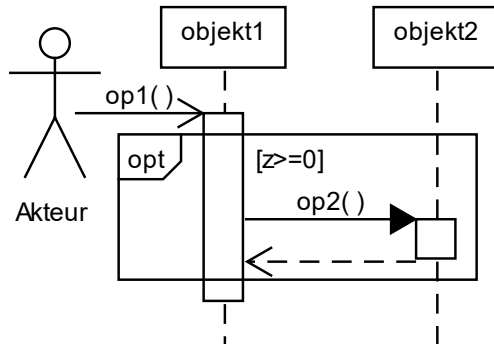 objekt1
objekt2
op1( )
opt
[z>=0]
op2( )
Akteur